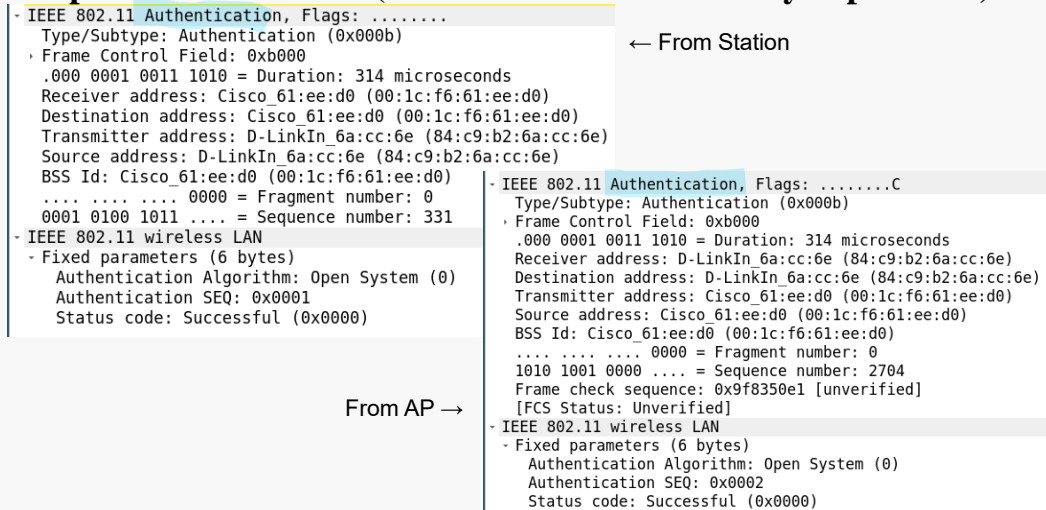 IEEE 802.11 Authentication, Flags: ........
Type/Subtype: Authentication (0x000b)
Frame Control Field: 0xb000
.000 0001 0011 1010 = Duration: 314 microseconds
Receiver address: Cisco_61:ee:d0 (00:1c:f6:61:ee:d0)
Destination address: Cisco_61:ee:d0 (00:1c:f6:61:ee:d0)
Transmitter address: D-LinkIn_6a:cc:6e (84:c9:b2:6a:cc:6e)
Source address: D-LinkIn_6a:cc:6e (84:c9:b2:6a:cc:6e)
BSS Id: Cisco_61:ee:d0 (00:1c:f6:61:ee:d0)
.... .... .... 0000 = Fragment number: 0
0001 0100 1011 .... = Sequence number: 331
IEEE 802.11 wireless LAN
Fixed parameters (6 bytes)
Authentication Algorithm: Open System (0)
Authentication SEQ: 0x0001
Status code: Successful (0x0000)
← From Station
From AP →
IEEE 802.11 Authentication, Flags: ........C
Type/Subtype: Authentication (0x000b)
Frame Control Field: 0xb000
.000 0001 0011 1010 = Duration: 314 microseconds
Receiver address: D-LinkIn_6a:cc:6e (84:c9:b2:6a:cc:6e)
Destination address: D-LinkIn_6a:cc:6e (84:c9:b2:6a:cc:6e)
Transmitter address: Cisco_61:ee:d0 (00:1c:f6:61:ee:d0)
Source address: Cisco_61:ee:d0 (00:1c:f6:61:ee:d0)
BSS Id: Cisco_61:ee:d0 (00:1c:f6:61:ee:d0)
.... .... .... 0000 = Fragment number: 0
1010 1001 0000 .... = Sequence number: 2704
Frame check sequence: 0x9f8350e1 [unverified]
[FCS Status: Unverified]
IEEE 802.11 wireless LAN
Fixed parameters (6 bytes)
Authentication Algorithm: Open System (0)
Authentication SEQ: 0x0002
Status code: Successful (0x0000)